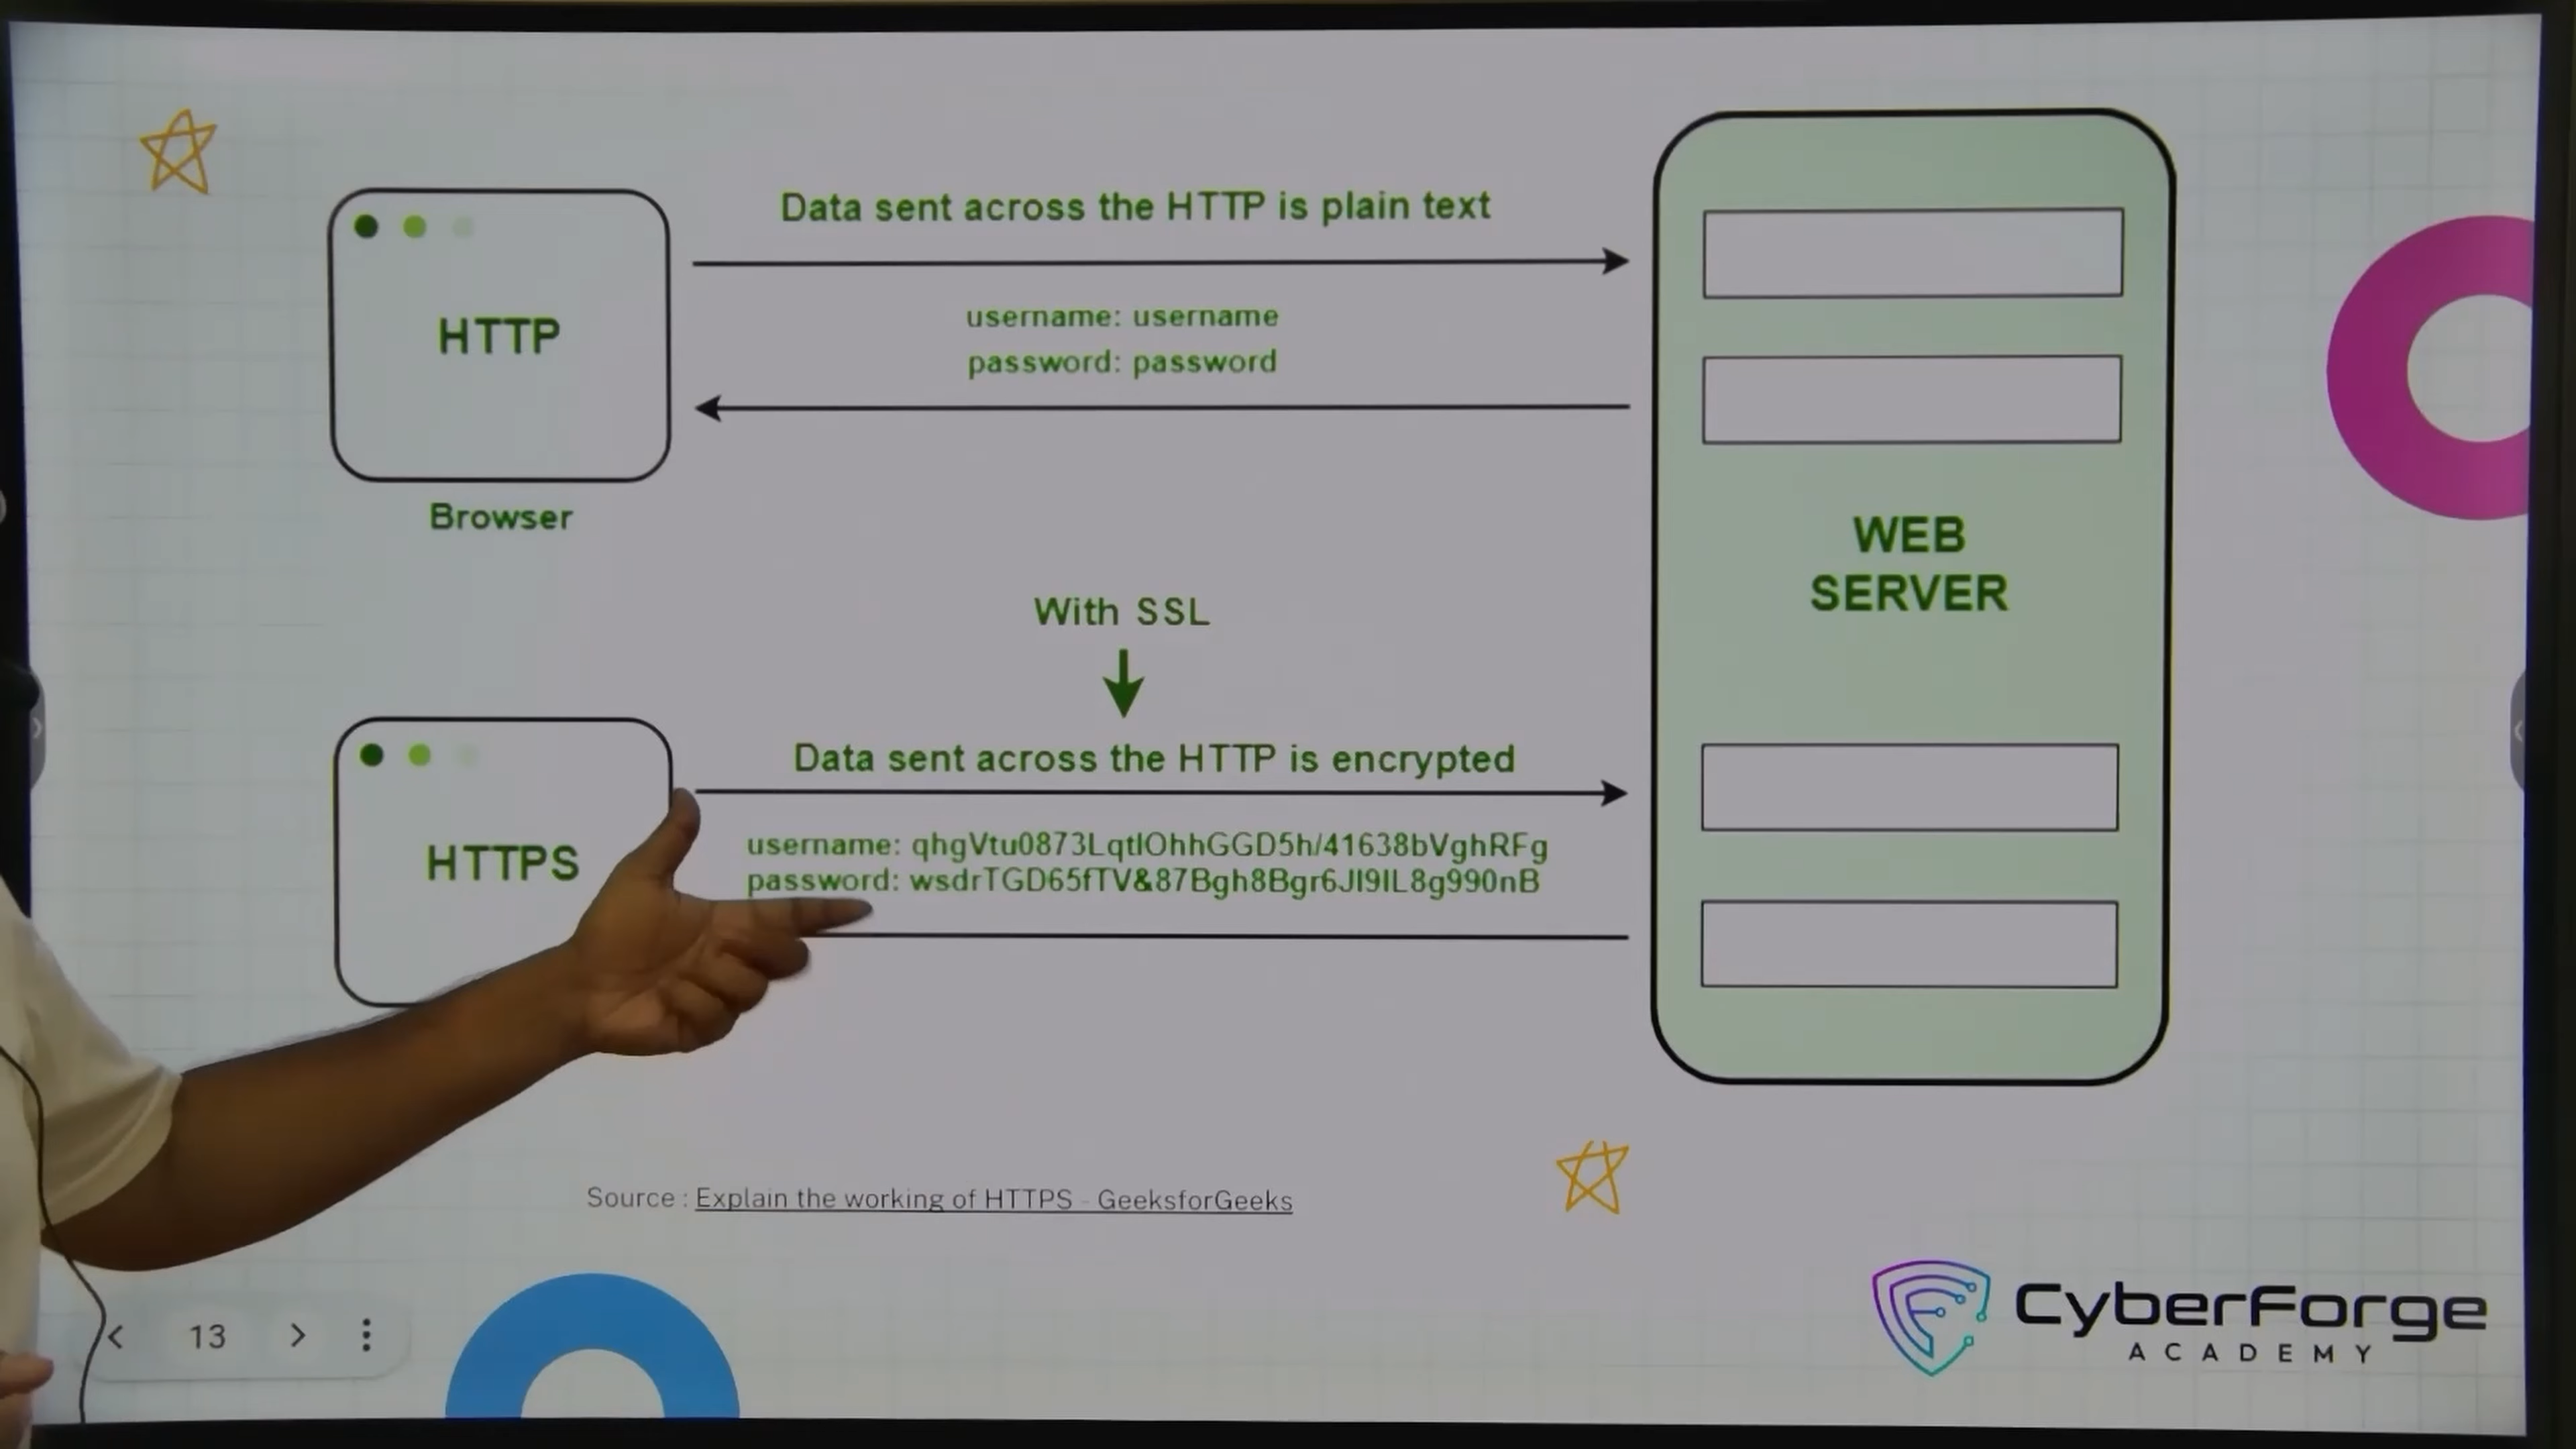 Data sent across the HTTP is plain text
HTTP
username: username
password: password
Browser
WEB
SERVER
With SSL
Data sent across the HTTP is encrypted
HTTPS
username: qhgVtu0873LqtlOhhGGD5h/41638bVghRFg
password: wsdrTGD65fTV&87Bgh8Bgr6Jl9lL8g990nB
Source : Explain the working of HTTPS - GeeksforGeeks
13
CyberForge
ACADEMY